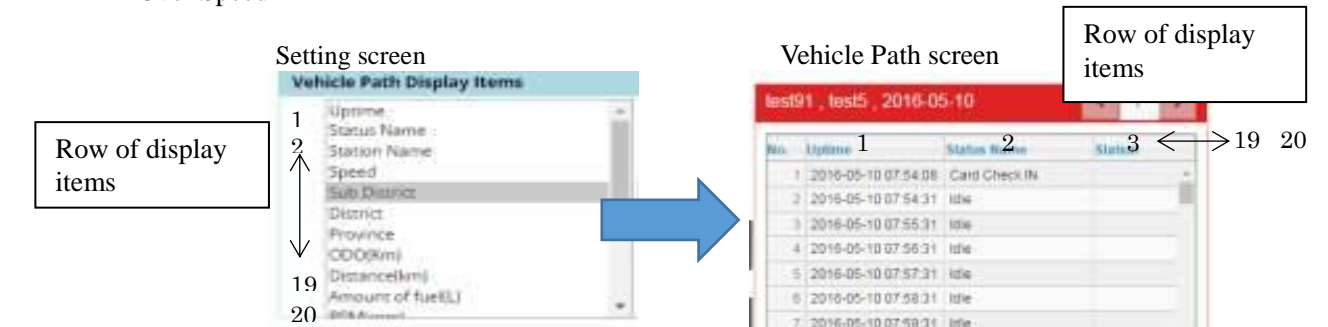 Setting screen
Vehicle Path Display Items
Row of display
items
1
2
19
20
Uptime
Status Name
Station Name
Speed
Sub District
District
Province
ODO(km)
Distance(km)
Amount of fuel(L)
Vehicle Path screen
Row of display
items
test91 , test5 , 2016-05-10
1 2 3 19 20
No. Uptime Status Name
1 2016-05-10 07:54:08 Card Check IN
2 2016-05-10 07:54:31 Idle
3 2016-05-10 07:55:31 Idle
4 2016-05-10 07:56:31 Idle
5 2016-05-10 07:57:31 Idle
6 2016-05-10 07:58:31 Idle
7 2016-05-10 07:59:31 Idle